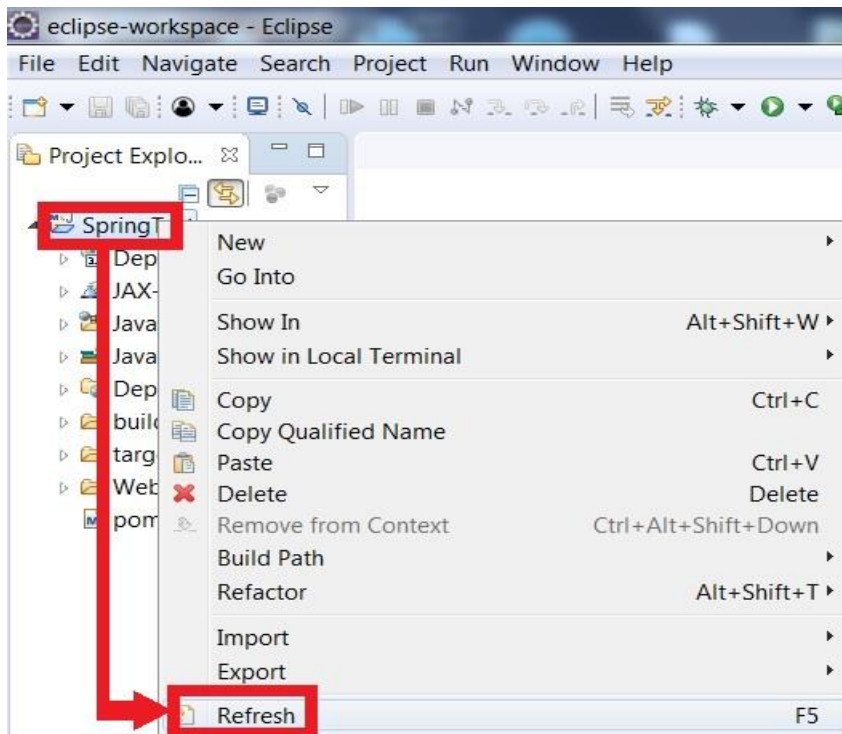 eclipse-workspace - Eclipse
File Edit Navigate Search Project Run Window Help
Project Explo...
SpringT
Dep
JAX-
Java
Java
Dep
build
targ
Web
pom
New
Go Into
Show In Alt+Shift+W
Show in Local Terminal
Copy Ctrl+C
Copy Qualified Name
Paste Ctrl+V
Delete Delete
Remove from Context Ctrl+Alt+Shift+Down
Build Path
Refactor Alt+Shift+T
Import
Export
Refresh F5